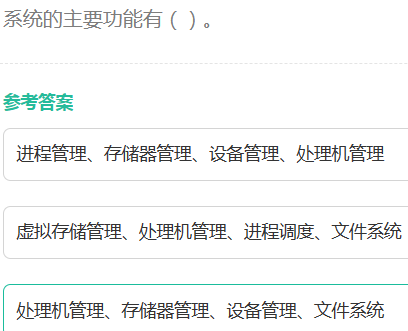 系统的主要功能有（ ）。
参考答案
进程管理、存储器管理、设备管理、处理机管理
虚拟存储管理、处理机管理、进程调度、文件系统
处理机管理、存储器管理、设备管理、文件系统